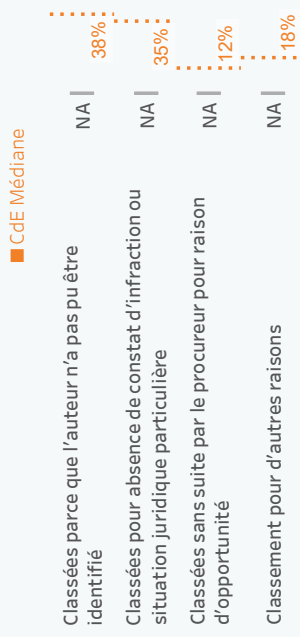 CdE Médiane
Classées parce que l'auteur n'a pas pu être
identifié
NA
38%
Classées pour absence de constat d'infraction ou
situation juridique particulière
NA
35%
Classées sans suite par le procureur pour raison
d'opportunité
NA
12%
Classement pour d'autres raisons
NA
18%